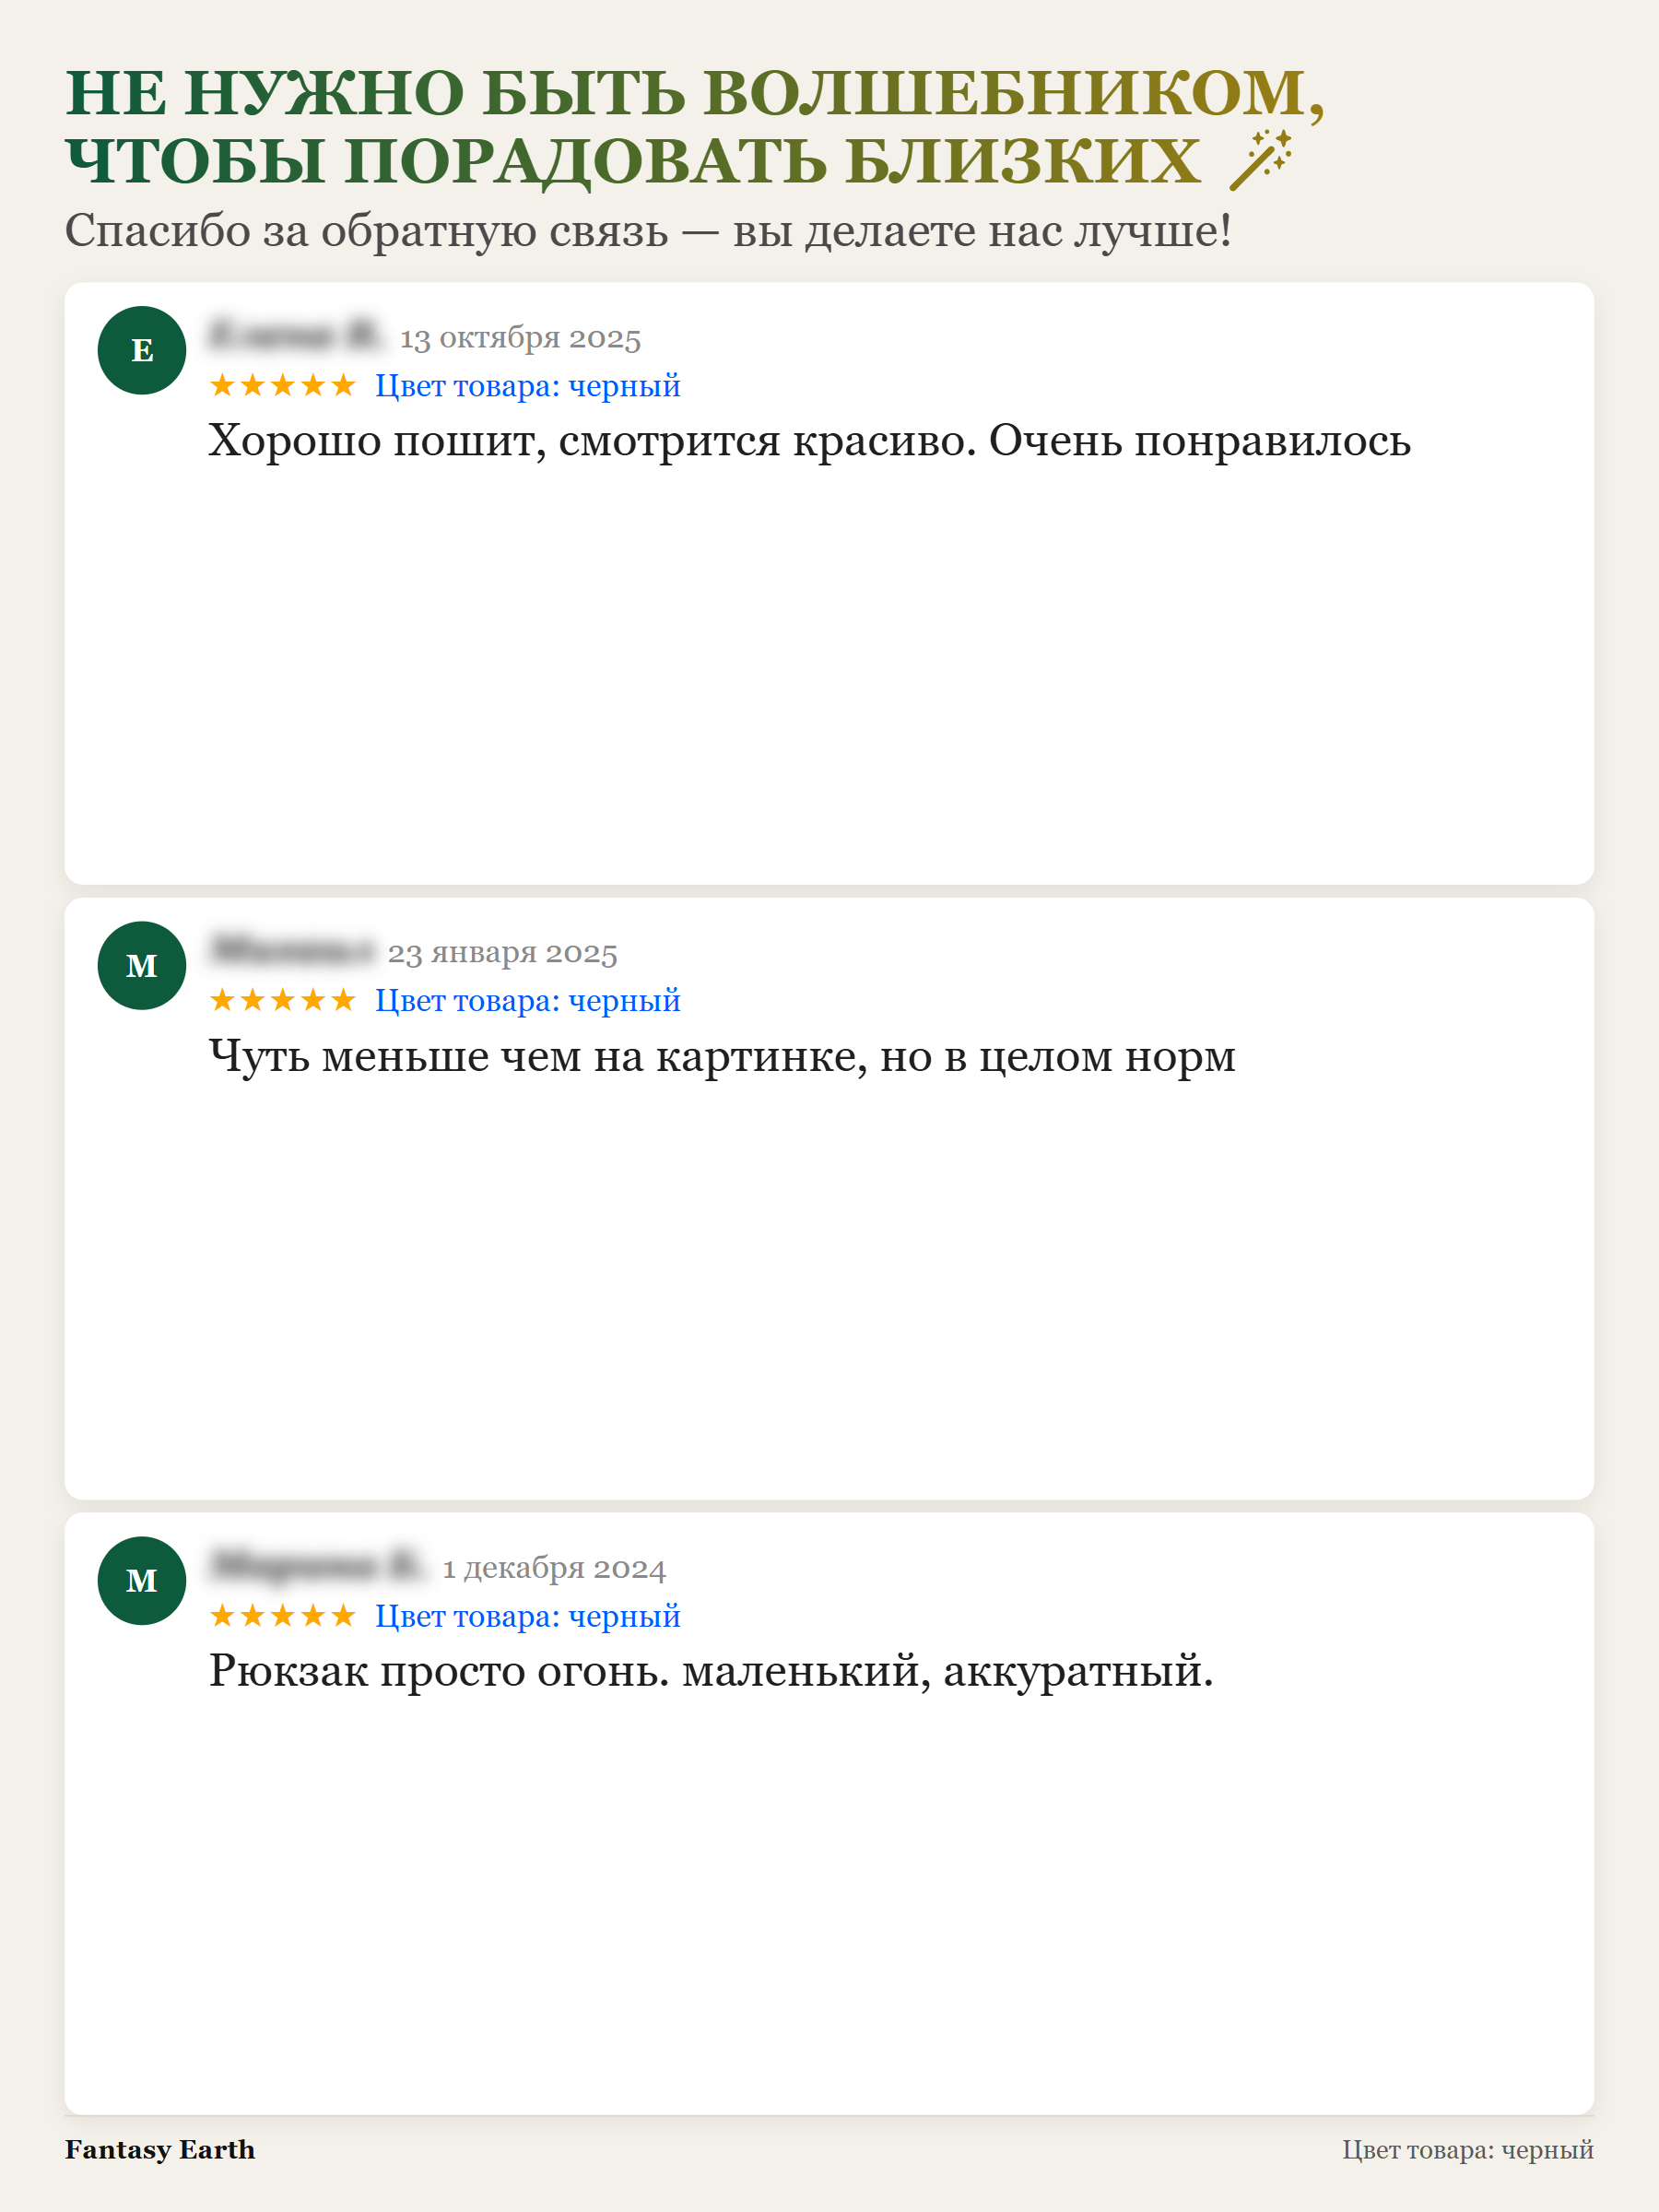 НЕ НУЖНО БЫТЬ ВОЛШЕБНИКОМ,
ЧТОБЫ ПОРАДОВАТЬ БЛИЗКИХ
Спасибо за обратную связь — вы делаете нас лучше!
Е
13 октября 2025
★★★★★ Цвет товара: черный
Хорошо пошит, смотрится красиво. Очень понравилось
М
23 января 2025
★★★★★ Цвет товара: черный
Чуть меньше чем на картинке, но в целом норм
М
1 декабря 2024
★★★★★ Цвет товара: черный
Рюкзак просто огонь. маленький, аккуратный.
Fantasy Earth
Цвет товара: черный